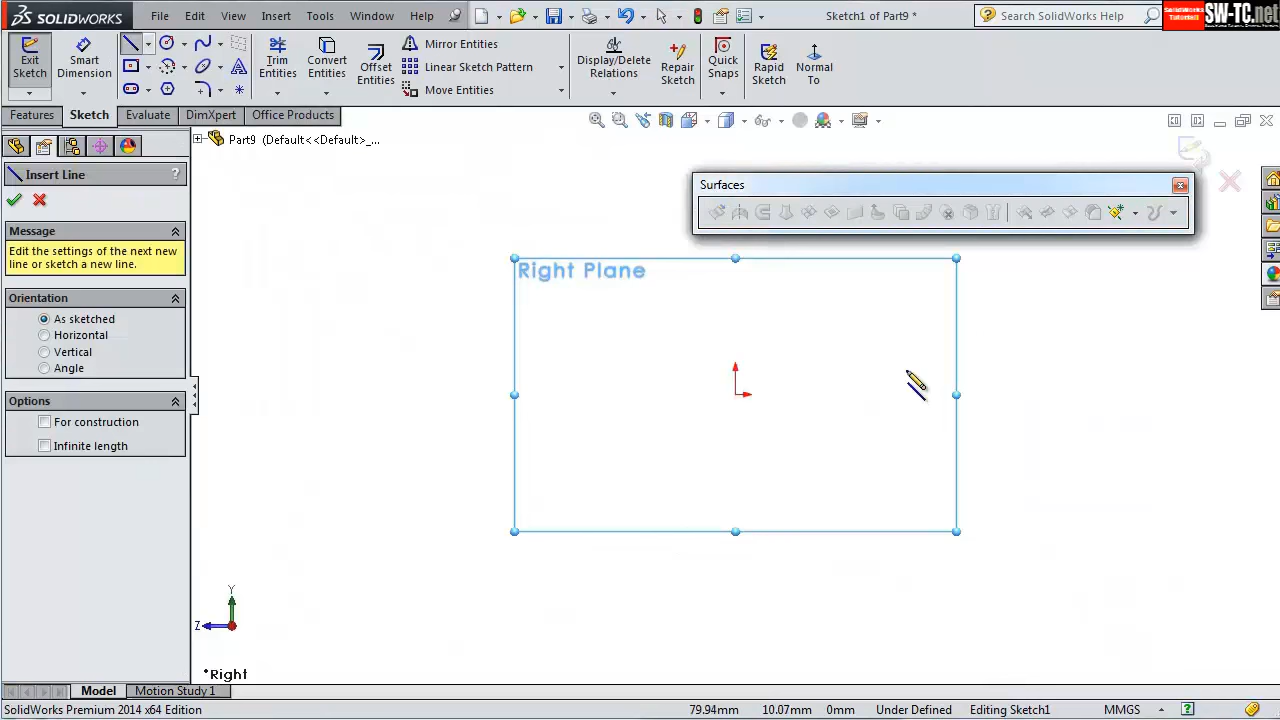 SOLIDWORKS File Edit View Insert Tools Window Help Sketch1 of Part9 Search SolidWorks Help SolidWorks Tutorial SW-TC.net
Exit Sketch
Smart Dimension
Trim Entities
Convert Entities
Offset Entities
Mirror Entities
Linear Sketch Pattern
Move Entities
Display/Delete Relations
Repair Sketch
Quick Snaps
Rapid Sketch
Normal To
Features Sketch Evaluate DimXpert Office Products
Part9 (Default<<Default>_...
Insert Line ?
Surfaces
Message
Edit the settings of the next new
line or sketch a new line.
Right Plane
Orientation
As sketched
Horizontal
Vertical
Angle
Options
For construction
Infinite length
Y
Z
*Right
Model Motion Study 1
SolidWorks Premium 2014 x64 Edition 79.94mm 10.07mm 0mm Under Defined Editing Sketch1 MMGS ?